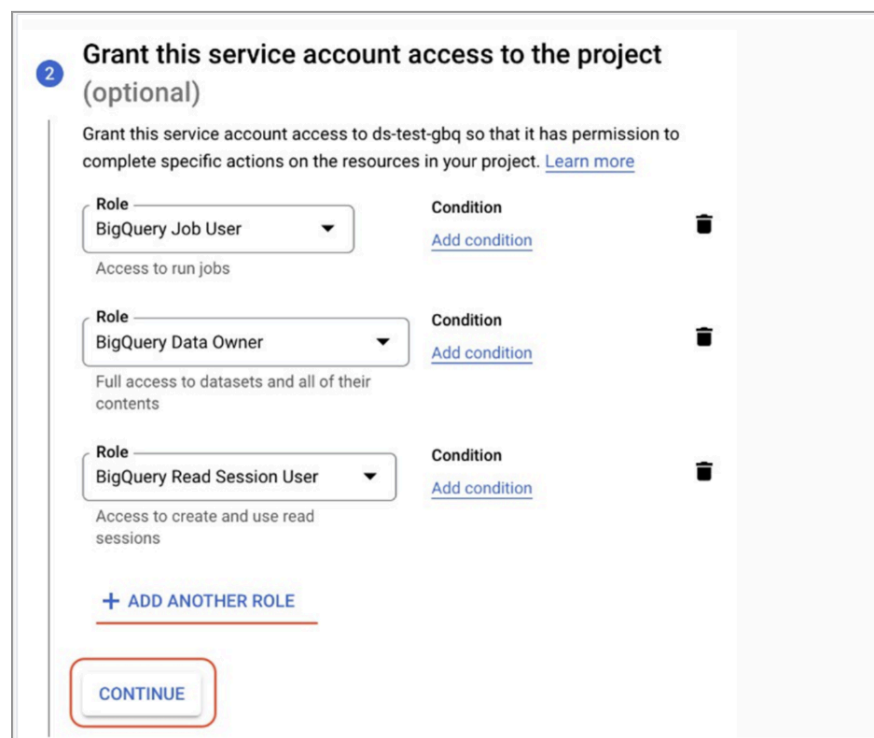 2
Grant this service account access to the project
(optional)
Grant this service account access to ds-test-gbq so that it has permission to
complete specific actions on the resources in your project. Learn more
Role
BigQuery Job User
Condition
Add condition
Access to run jobs
Role
BigQuery Data Owner
Condition
Add condition
Full access to datasets and all of their
contents
Role
BigQuery Read Session User
Condition
Add condition
Access to create and use read
sessions
+ ADD ANOTHER ROLE
CONTINUE